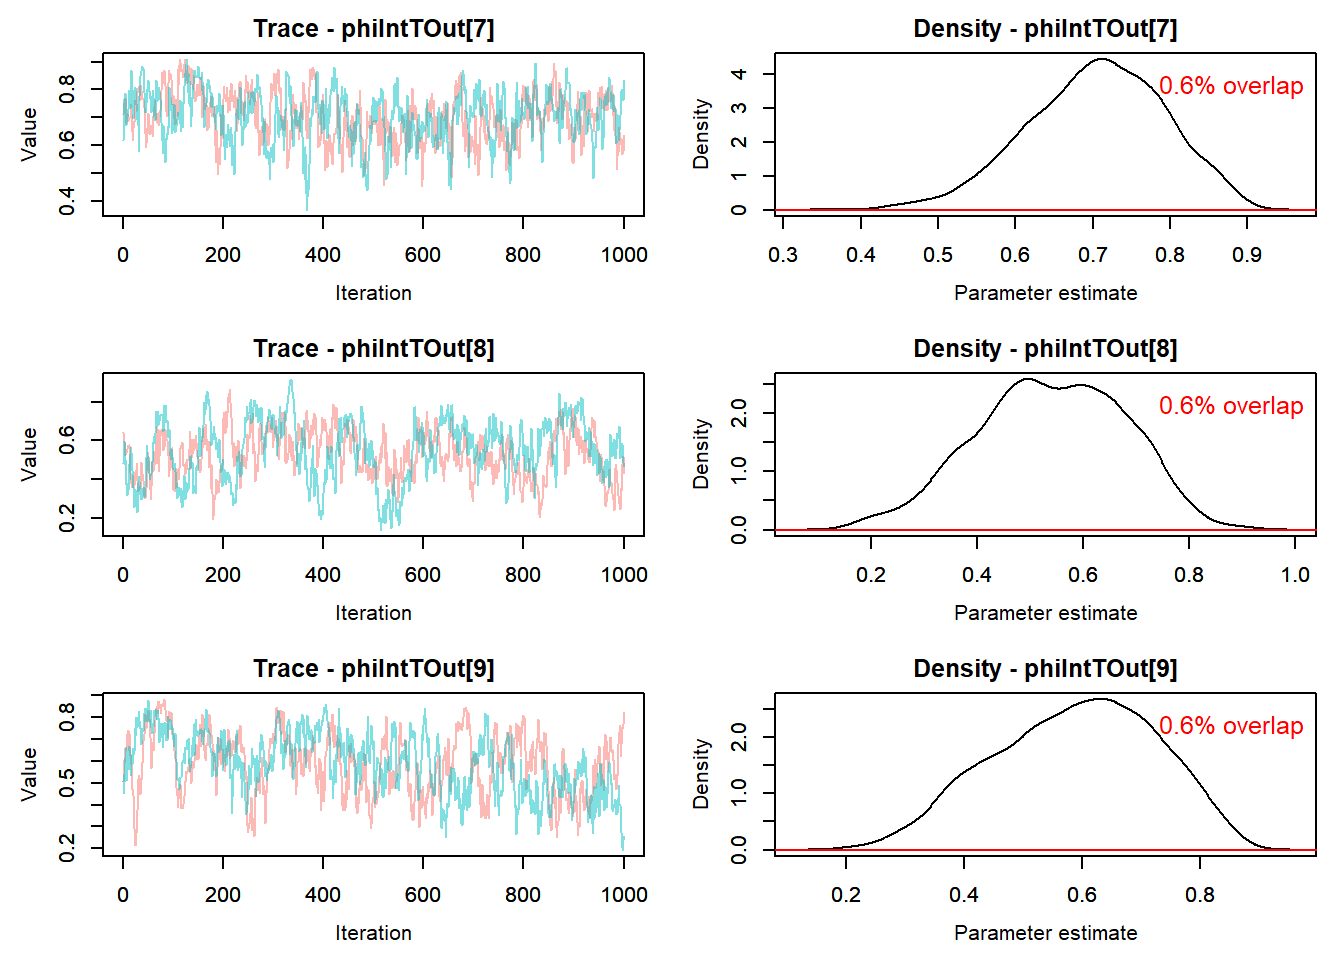 Trace - phiIntTOut[7]
Value
0.4 0.6 0.8
0 200 400 600 800 1000
Iteration
Density - phiIntTOut[7]
0.6% overlap
Density
0 1 2 3 4
0.3 0.4 0.5 0.6 0.7 0.8 0.9
Parameter estimate
Trace - phiIntTOut[8]
Value
0.2 0.6
0 200 400 600 800 1000
Iteration
Density - phiIntTOut[8]
0.6% overlap
Density
0.0 1.0 2.0
0.2 0.4 0.6 0.8 1.0
Parameter estimate
Trace - phiIntTOut[9]
Value
0.2 0.5 0.8
0 200 400 600 800 1000
Iteration
Density - phiIntTOut[9]
0.6% overlap
Density
0.0 1.0 2.0
0.2 0.4 0.6 0.8
Parameter estimate